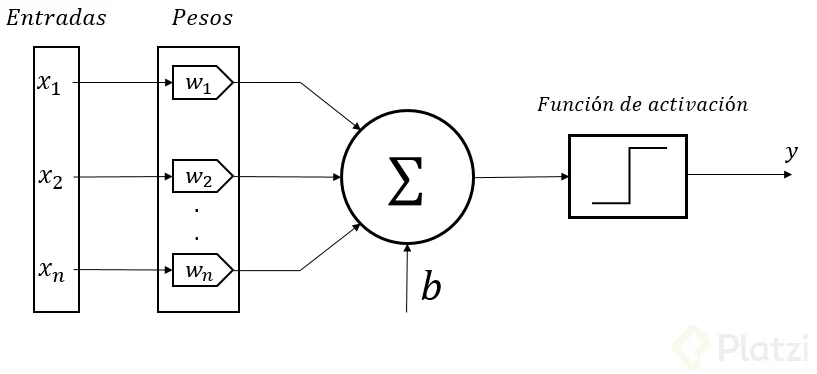 Entradas
Pesos
x1
w1
Función de activación
x2
w2
Σ
y
.
.
xn
wn
b
Platzi